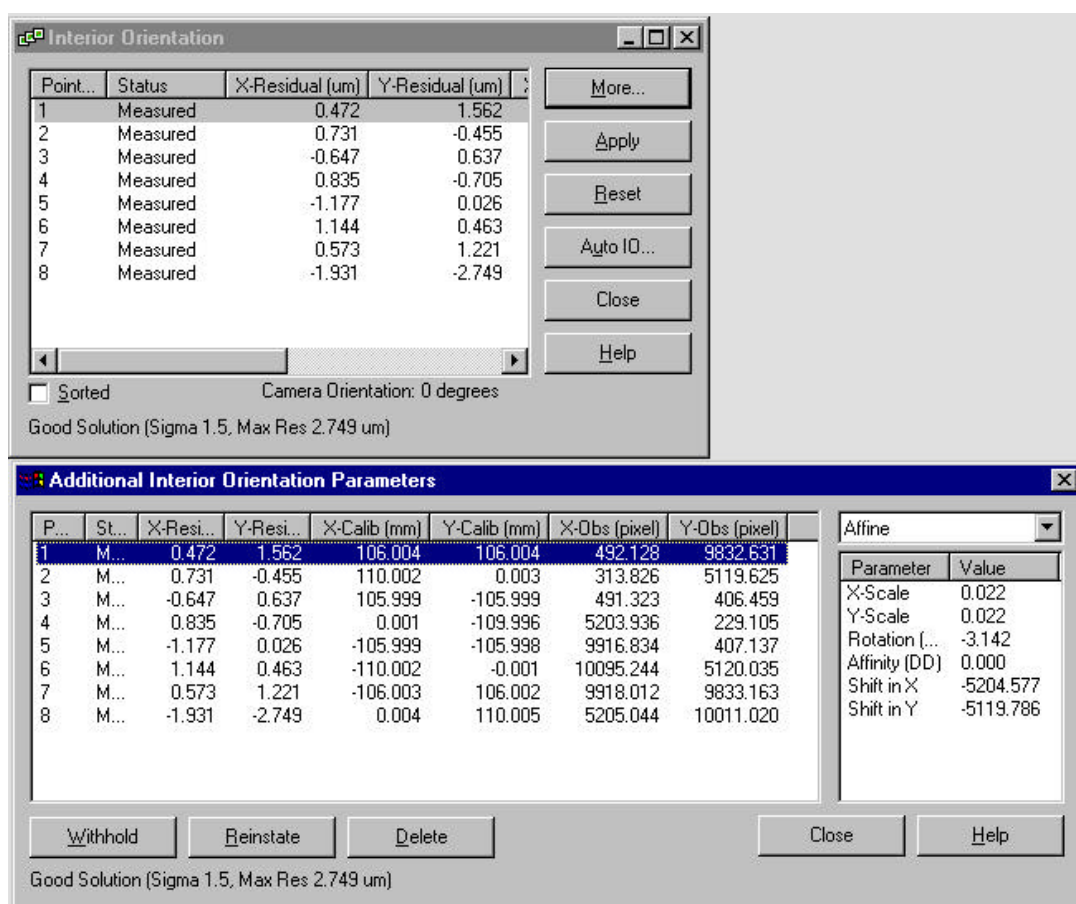 Interior Orientation
Point... Status X-Residual (um) Y-Residual (um)
1 Measured 0.472 1.562
2 Measured 0.731 -0.455
3 Measured -0.647 0.637
4 Measured 0.835 -0.705
5 Measured -1.177 0.026
6 Measured 1.144 0.463
7 Measured 0.573 1.221
8 Measured -1.931 -2.749
More...
Apply
Reset
Auto IO...
Close
Help
Sorted Camera Orientation: 0 degrees
Good Solution (Sigma 1.5, Max Res 2.749 um)
Additional Interior Orientation Parameters
P... St... X-Resi... Y-Resi... X-Calib (mm) Y-Calib (mm) X-Obs (pixel) Y-Obs (pixel)
1 M... 0.472 1.562 106.004 106.004 492.128 9832.631
2 M... 0.731 -0.455 110.002 0.003 313.826 5119.625
3 M... -0.647 0.637 105.999 -105.999 491.323 406.459
4 M... 0.835 -0.705 0.001 -109.996 5203.936 229.105
5 M... -1.177 0.026 -105.999 -105.998 9916.834 407.137
6 M... 1.144 0.463 -110.002 -0.001 10095.244 5120.035
7 M... 0.573 1.221 -106.003 106.002 9918.012 9833.163
8 M... -1.931 -2.749 0.004 110.005 5205.044 10011.020
Affine
Parameter Value
X-Scale 0.022
Y-Scale 0.022
Rotation (... -3.142
Affinity (DD) 0.000
Shift in X -5204.577
Shift in Y -5119.786
Withhold Reinstate Delete Close Help
Good Solution (Sigma 1.5, Max Res 2.749 um)